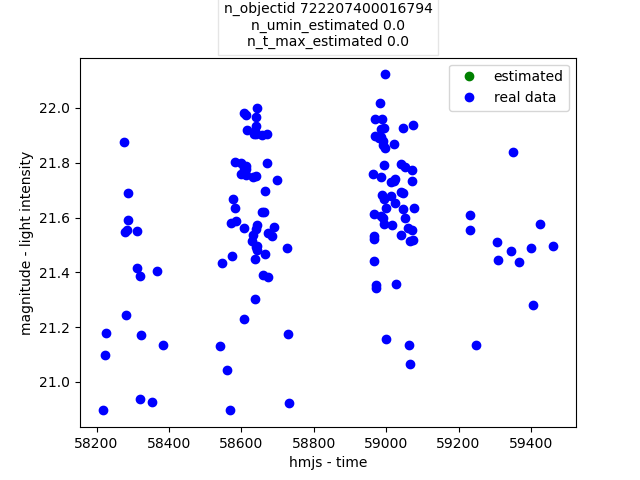 n_objectid 722207400016794
n_umin_estimated 0.0
n_t_max_estimated 0.0
estimated
real data
magnitude - light intensity
22.0
21.8
21.6
21.4
21.2
21.0
58200 58400 58600 58800 59000 59200 59400
hmjs - time